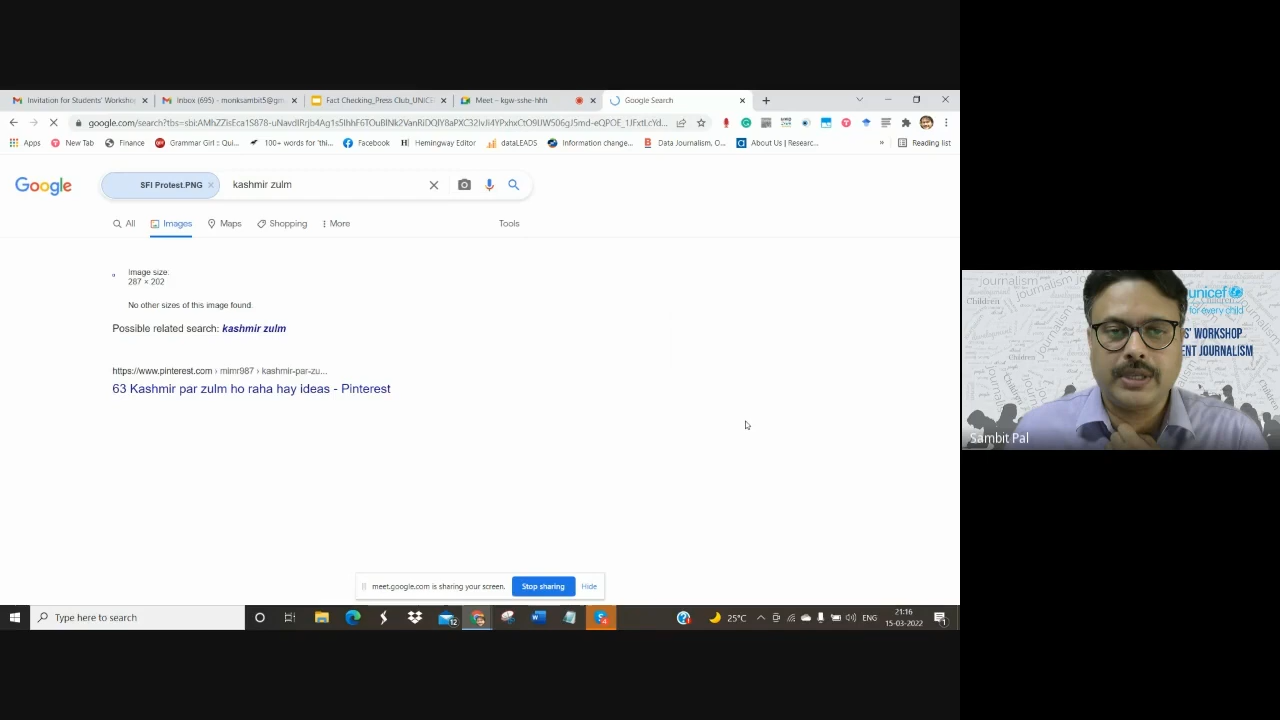 Invitation for Students' Worksho
Inbox (695) - monksambit5@gm
Fact Checking_Press Club_UNICE
Meet – kgw-sshe-hhh
Google Search
Apps
New Tab
Finance
Grammar Girl :: Qui...
100+ words for 'thi...
Facebook
Hemingway Editor
dataLEADS
Information change...
Data Journalism, O...
About Us | Researc...
Reading list
Google
SFI Protest.PNG
kashmir zulm
All
Images
Maps
Shopping
More
Tools
Image size:
287 × 202
No other sizes of this image found.
Possible related search: kashmir zulm
https://www.pinterest.com › mimr987 › kashmir-par-zu...
63 Kashmir par zulm ho raha hay ideas - Pinterest
unicef
for every child
S' WORKSHOP
ENT JOURNALISM
Sambit Pal
meet.google.com is sharing your screen.
Stop sharing
Hide
Type here to search
12
25°C
ENG
21:16
15-03-2022